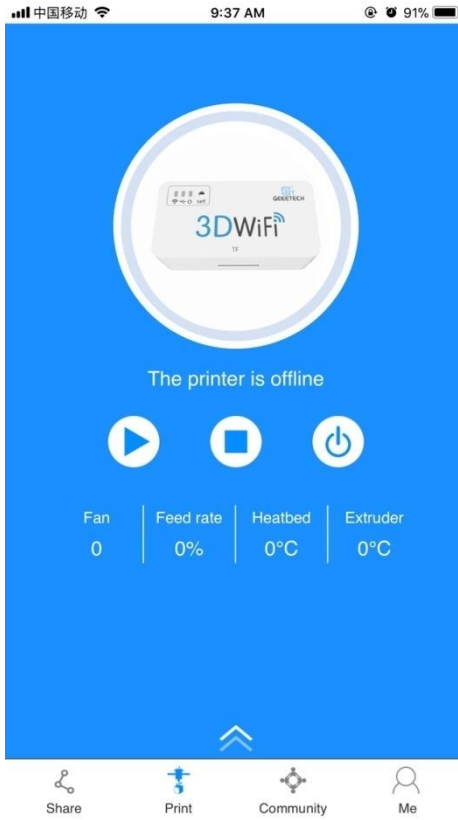 中国移动 9:37 AM 91%
set
GEEETECH
3DWiFi
TF
The printer is offline
Fan Feed rate Heatbed Extruder
0 0% 0°C 0°C
Share Print Community Me